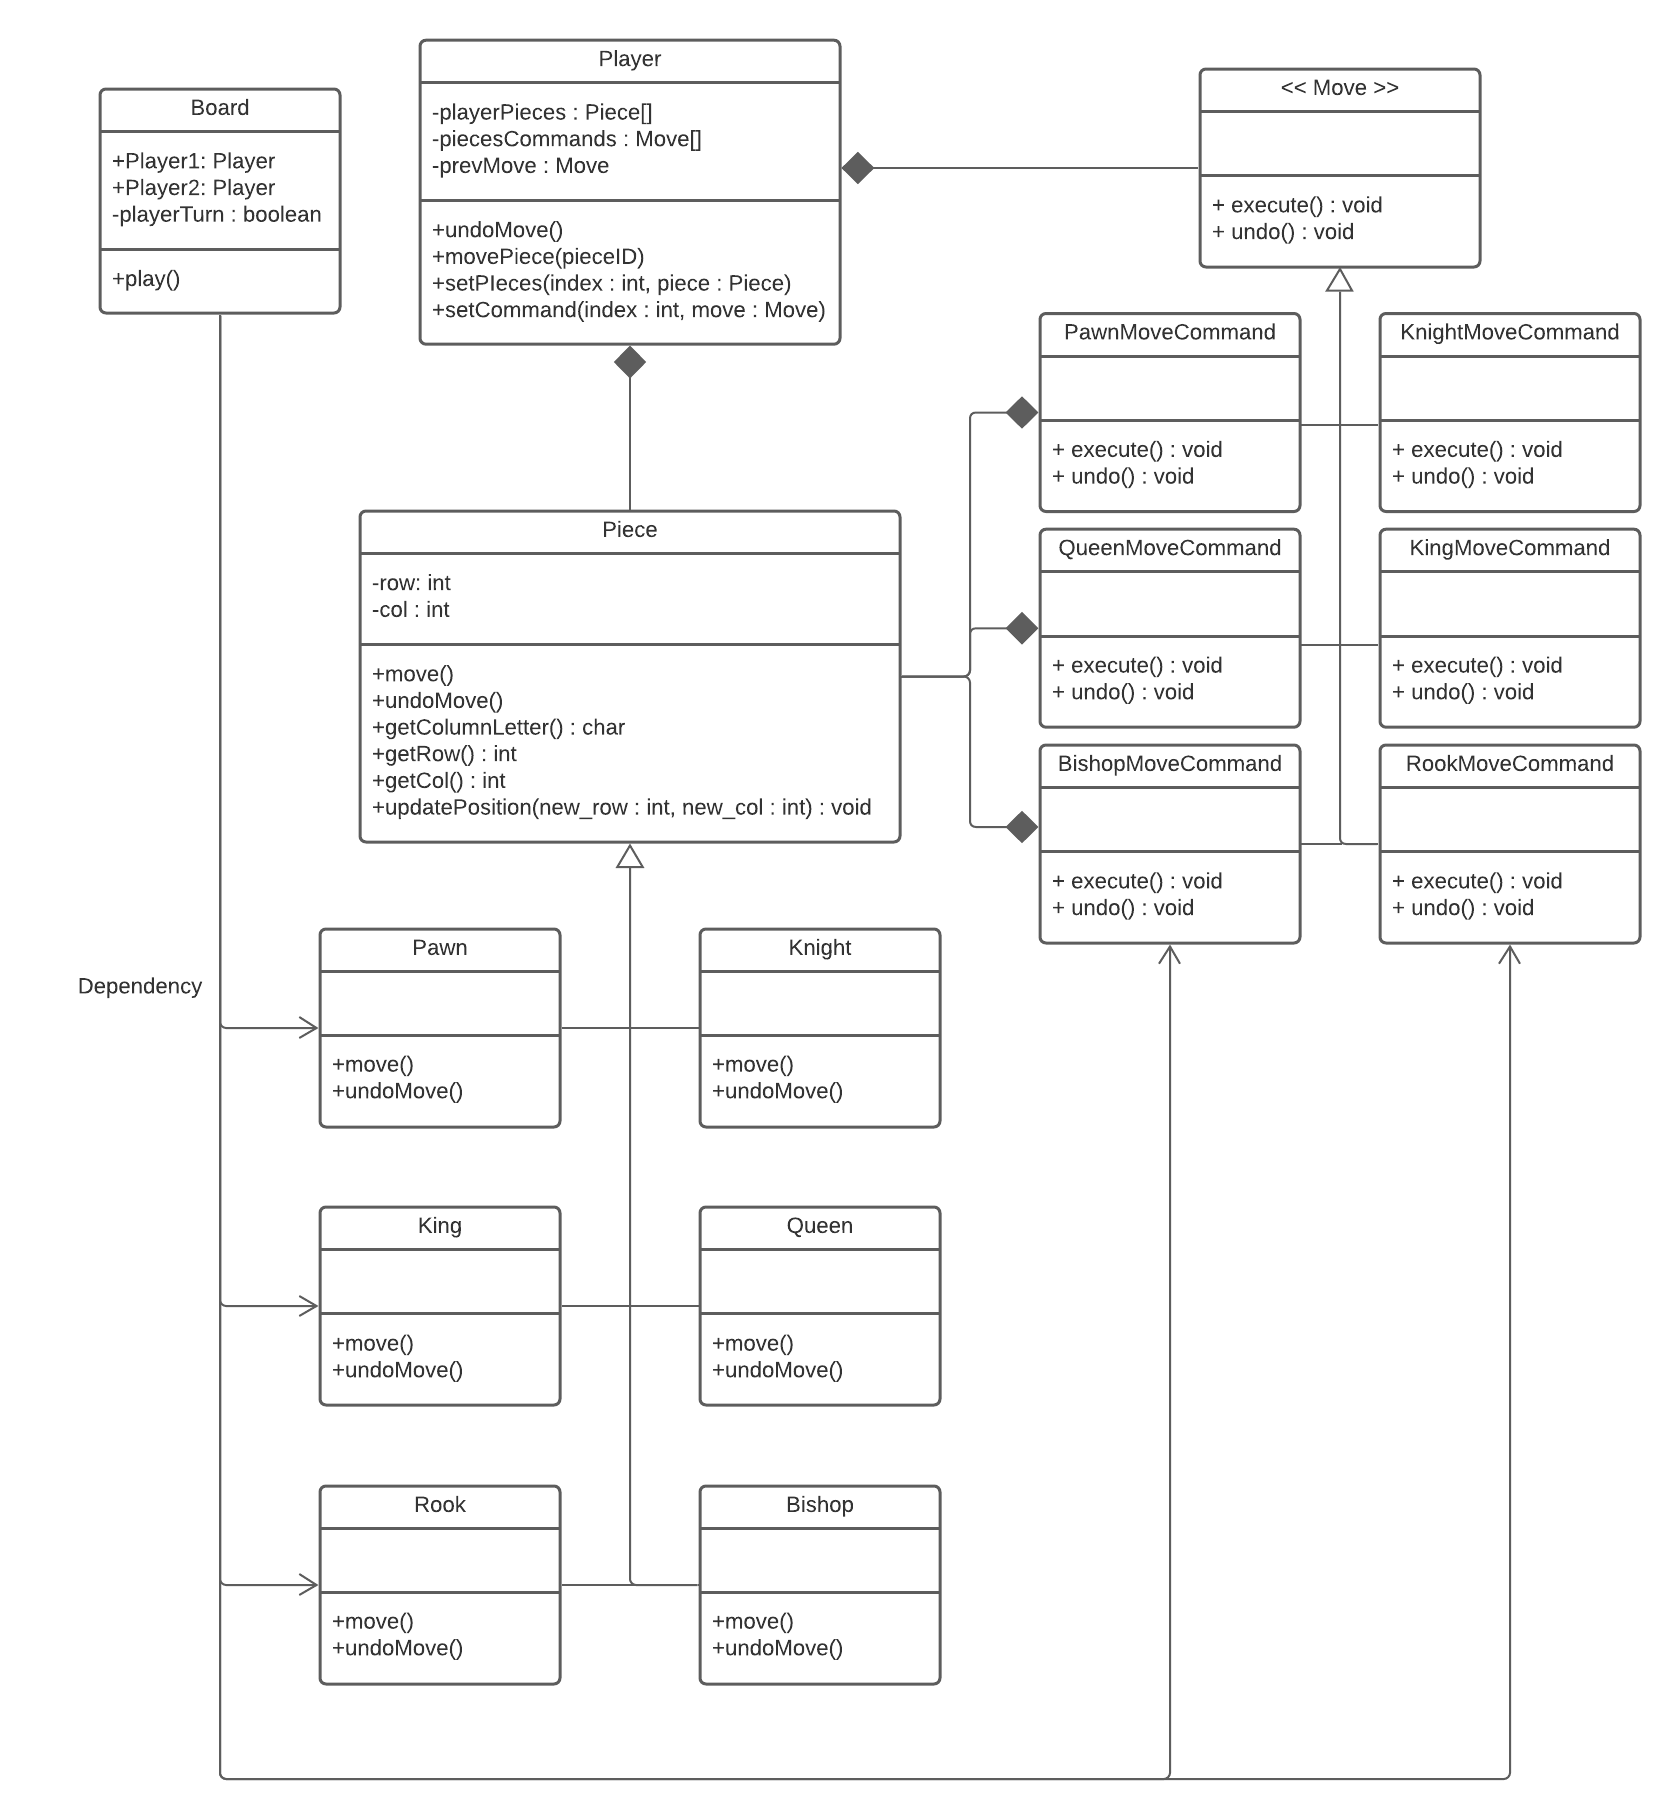 Board
+Player1: Player
+Player2: Player
-playerTurn : boolean
+play()
Player
-playerPieces : Piece[]
-piecesCommands : Move[]
-prevMove : Move
+undoMove()
+movePiece(pieceID)
+setPIeces(index : int, piece : Piece)
+setCommand(index : int, move : Move)
<< Move >>
+ execute() : void
+ undo() : void
PawnMoveCommand
+ execute() : void
+ undo() : void
KnightMoveCommand
+ execute() : void
+ undo() : void
Piece
-row: int
-col : int
+move()
+undoMove()
+getColumnLetter() : char
+getRow() : int
+getCol() : int
+updatePosition(new_row : int, new_col : int) : void
QueenMoveCommand
+ execute() : void
+ undo() : void
KingMoveCommand
+ execute() : void
+ undo() : void
BishopMoveCommand
+ execute() : void
+ undo() : void
RookMoveCommand
+ execute() : void
+ undo() : void
Dependency
Pawn
+move()
+undoMove()
Knight
+move()
+undoMove()
King
+move()
+undoMove()
Queen
+move()
+undoMove()
Rook
+move()
+undoMove()
Bishop
+move()
+undoMove()